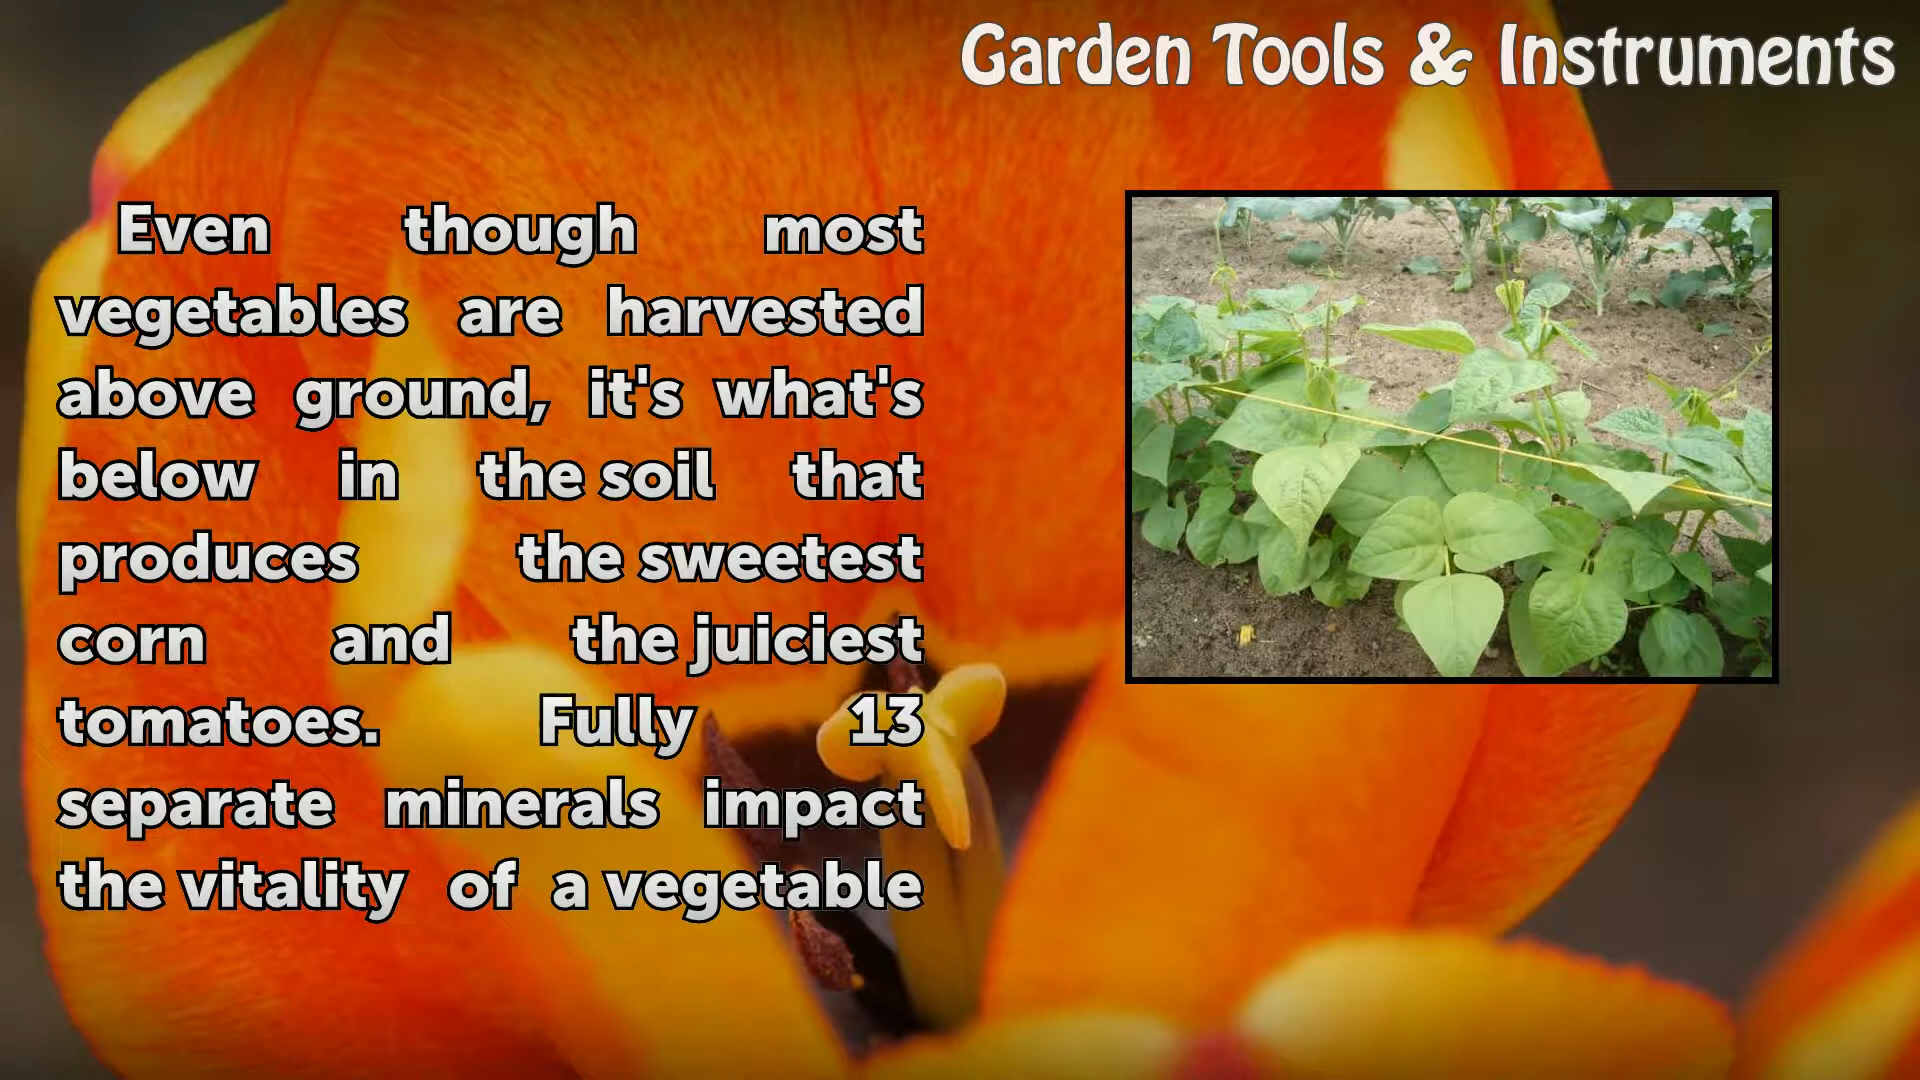 Garden Tools & Instruments
Even though most
vegetables are harvested
above ground, it's what's
below in the soil that
produces the sweetest
corn and the juiciest
tomatoes. Fully 13
separate minerals impact
the vitality of a vegetable